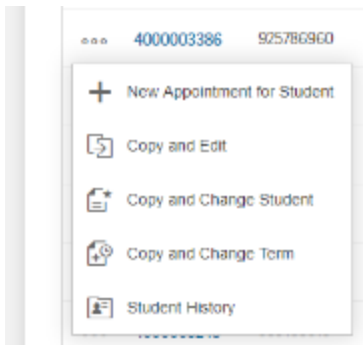 4000003386 925786960
New Appointment for Student
Copy and Edit
Copy and Change Student
Copy and Change Term
Student History